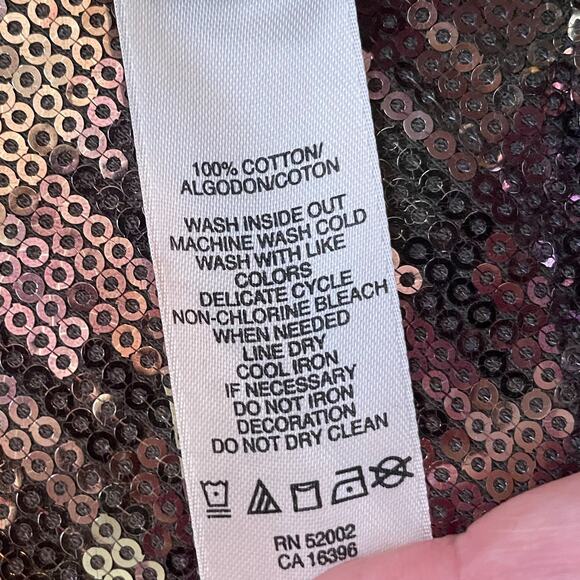 100% COTTON/
ALGODON/COTON
WASH INSIDE OUT
MACHINE WASH COLD
WASH WITH LIKE
COLORS
DELICATE CYCLE
NON-CHLORINE BLEACH
WHEN NEEDED
LINE DRY
COOL IRON
IF NECESSARY
DO NOT IRON
DECORATION
DO NOT DRY CLEAN
RN 52002
CA 16396